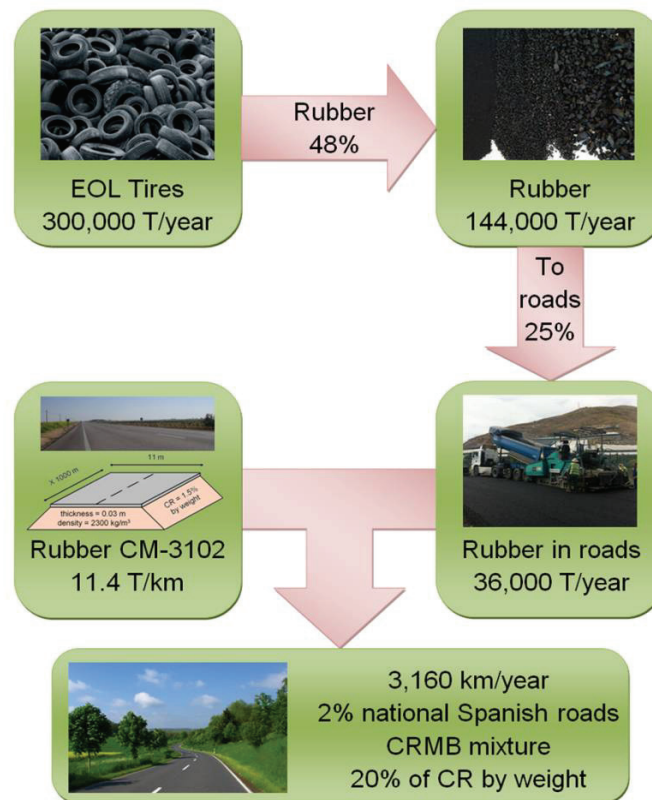 EOL Tires
300,000 T/year
Rubber
48%
Rubber
144,000 T/year
To
roads
25%
X 1000 m
11 m
thickness = 0.03 m
density = 2300 kg/m³
CR = 1.5%
by weight
Rubber CM-3102
11.4 T/km
Rubber in roads
36,000 T/year
3,160 km/year
2% national Spanish roads
CRMB mixture
20% of CR by weight